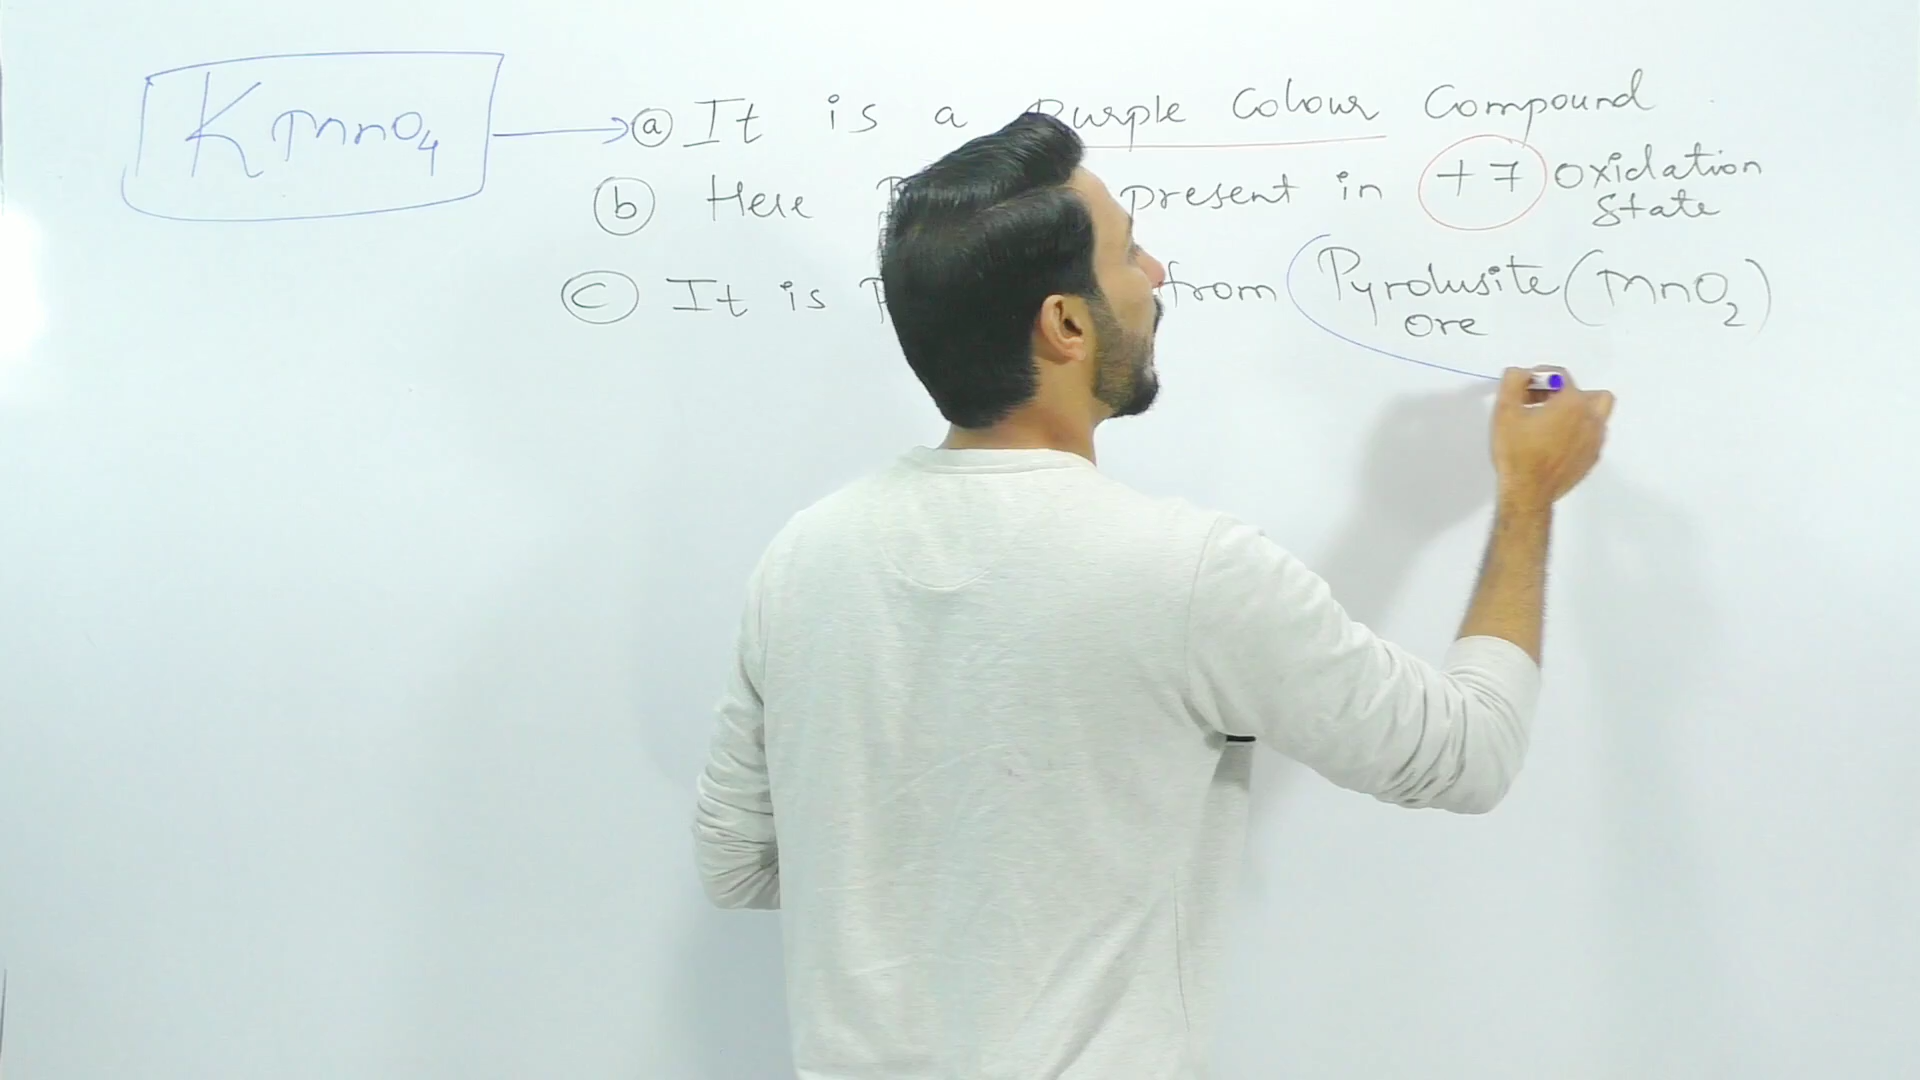 KMnO4
a It is a Purple Colour Compound
b Here present in +7 Oxidation State
c It is from Pyrolusite (MnO2) ore